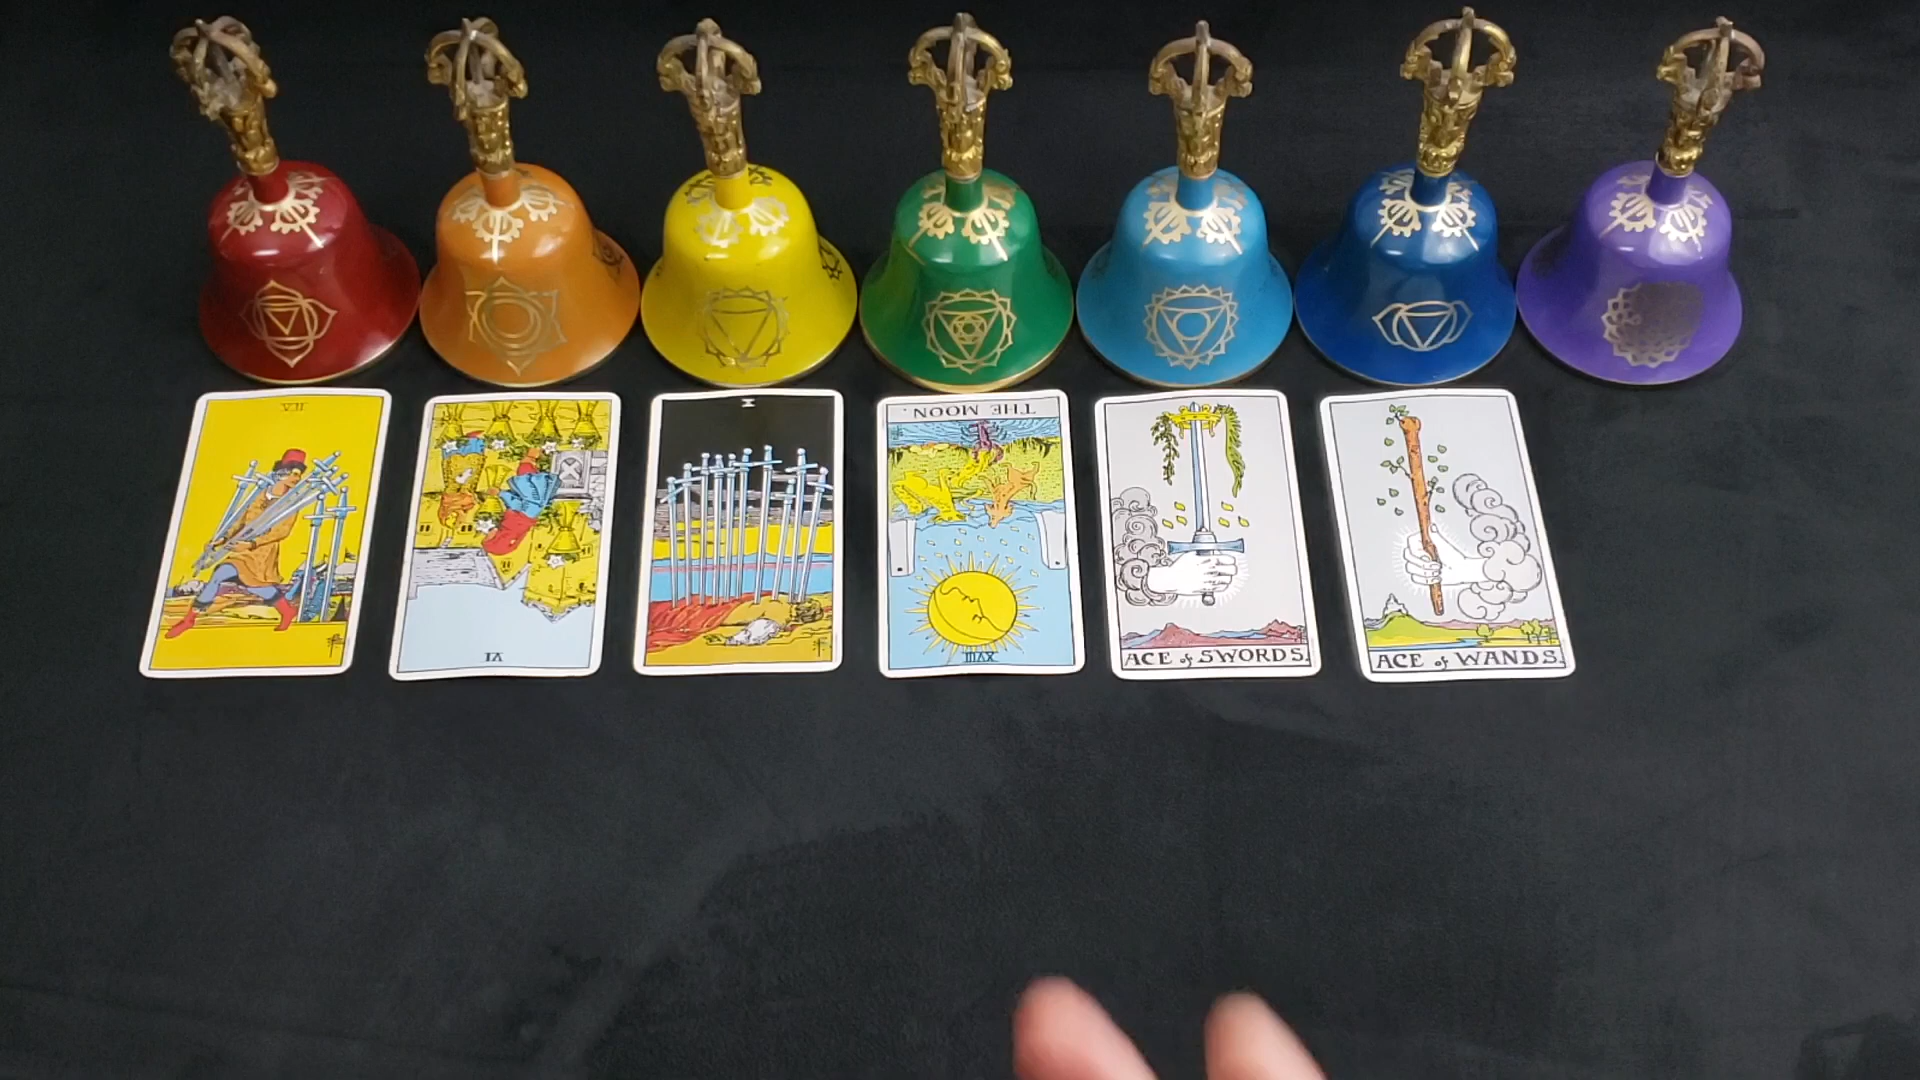 VII
VI
X
THE MOON.
XVIII
ACE of SWORDS.
ACE of WANDS.